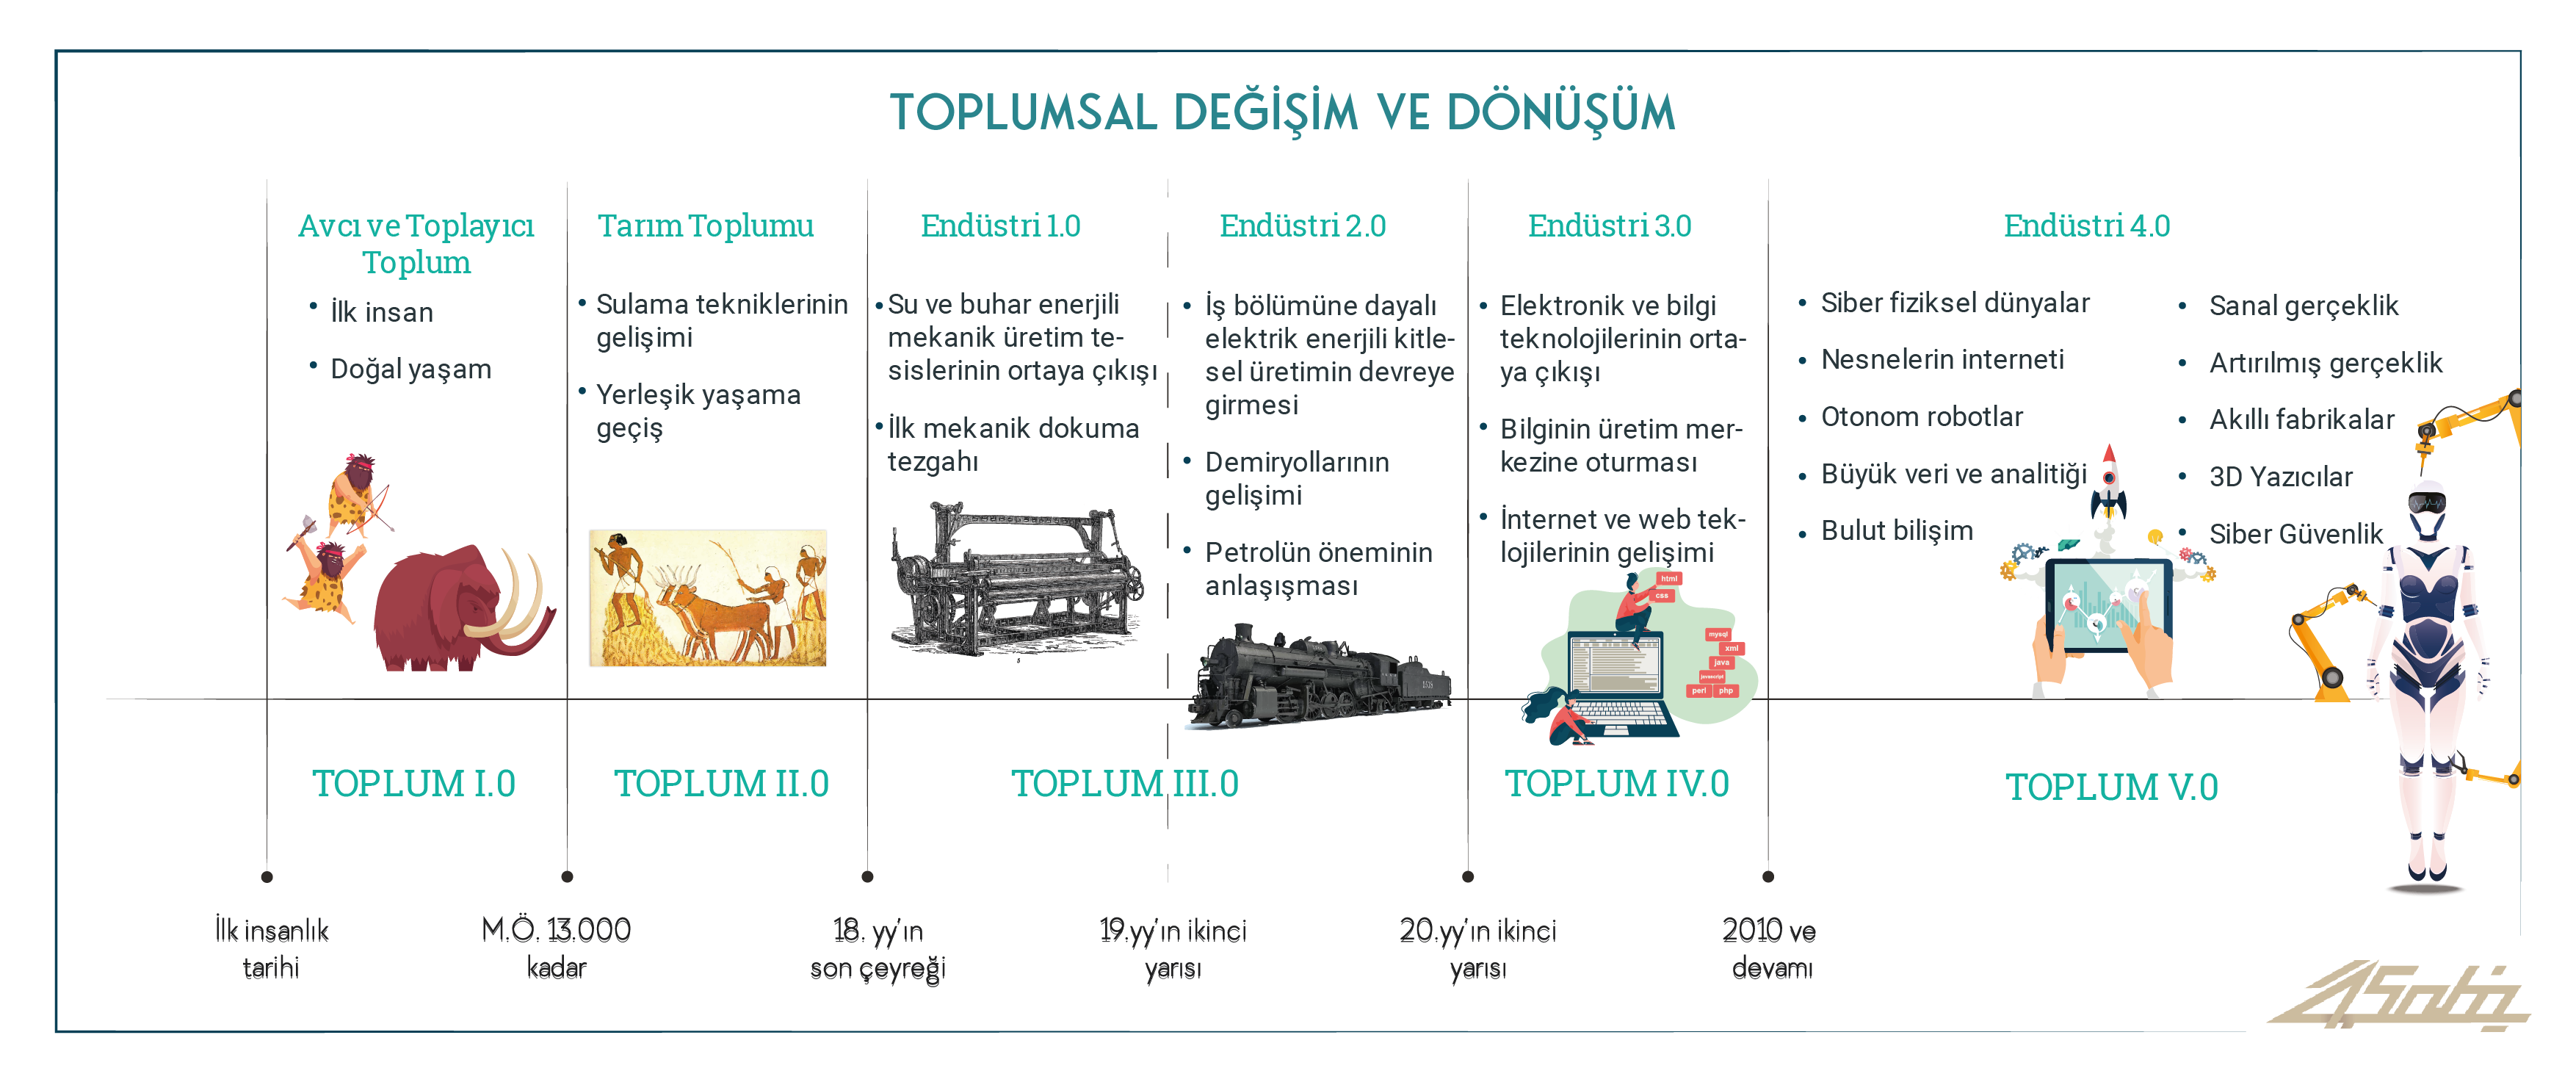 TOPLUMSAL DEĞİŞİM VE DÖNÜŞÜM
Avcı ve Toplayıcı
Toplum
• İlk insan
• Doğal yaşam
Tarım Toplumu
• Sulama tekniklerinin
gelişimi
• Yerleşik yaşama
geçiş
Endüstri 1.0
• Su ve buhar enerjili
mekanik üretim te-
sislerinin ortaya çıkışı
• İlk mekanik dokuma
tezgahı
Endüstri 2.0
• İş bölümüne dayalı
elektrik enerjili kitle-
sel üretimin devreye
girmesi
• Demiryollarının
gelişimi
• Petrolün öneminin
anlaşışması
Endüstri 3.0
• Elektronik ve bilgi
teknolojilerinin orta-
ya çıkışı
• Bilginin üretim mer-
kezine oturması
• İnternet ve web tek-
lojilerinin gelişimi
html
css
mysql
xml
java
javascript
perl php
Endüstri 4.0
• Siber fiziksel dünyalar
• Nesnelerin interneti
• Otonom robotlar
• Büyük veri ve analitiği
• Bulut bilişim
• Sanal gerçeklik
• Artırılmış gerçeklik
• Akıllı fabrikalar
• 3D Yazıcılar
• Siber Güvenlik
TOPLUM I.0
TOPLUM II.0
TOPLUM III.0
TOPLUM IV.0
TOPLUM V.0
İlk insanlık
tarihi
M.Ö. 13.000
kadar
18. yy'ın
son çeyreği
19.yy'ın ikinci
yarısı
20.yy'ın ikinci
yarısı
2010 ve
devamı